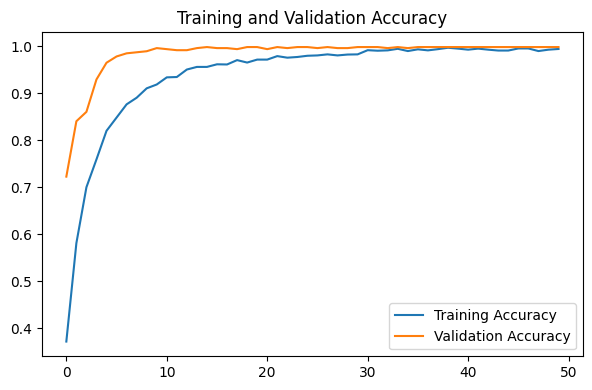 Training and Validation Accuracy
1.0
0.9
0.8
0.7
0.6
0.5
0.4
Training Accuracy
Validation Accuracy
0 10 20 30 40 50